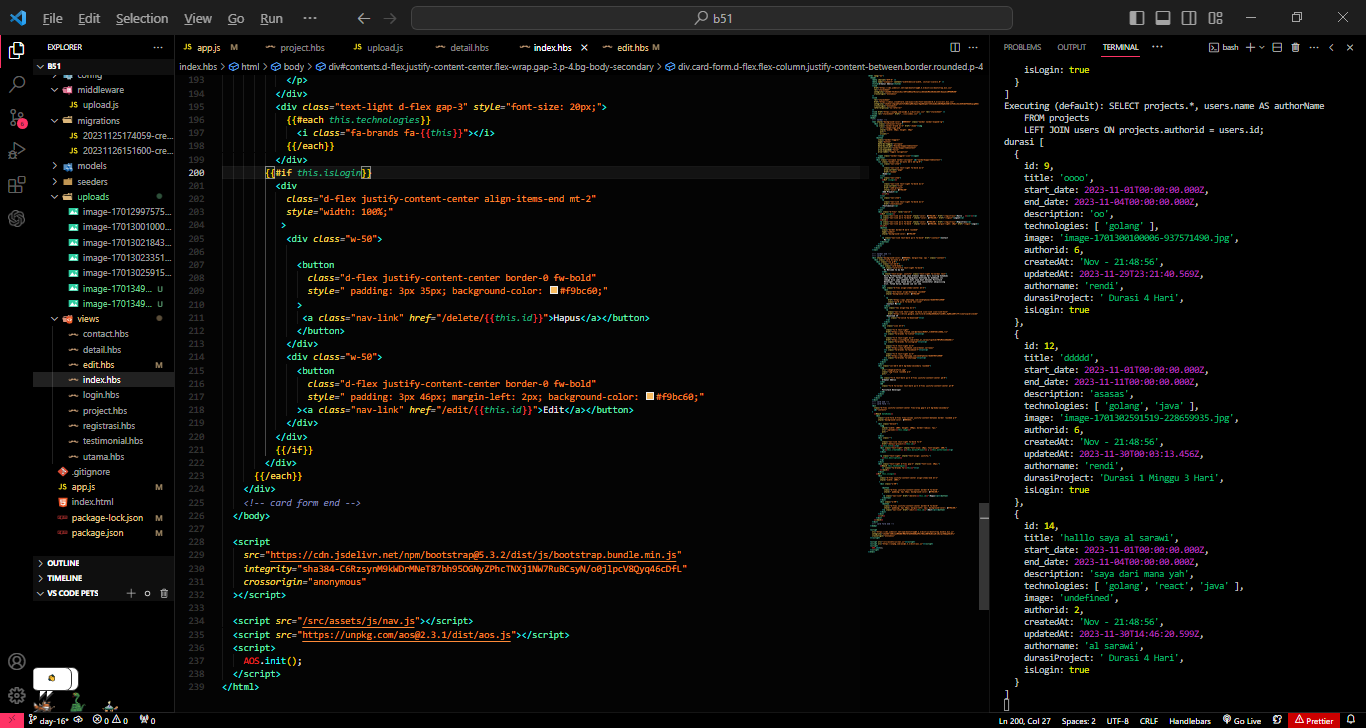 File Edit Selection View Go Run ··· b51
EXPLORER ···
B51
config
middleware
JS upload.js
migrations
20231125174059-cre...
20231126151600-cre...
models
seeders
uploads
image-17012997575...
image-17013001000...
image-17013021843...
image-17013023351...
image-17013025915...
image-1701349... U
image-1701349... U
views
contact.hbs
detail.hbs
edit.hbs M
index.hbs
login.hbs
project.hbs
registrasi.hbs
testimonial.hbs
utama.hbs
.gitignore
JS app.js M
index.html
package-lock.json M
package.json M
OUTLINE
TIMELINE
VS CODE PETS
JS app.js M project.hbs JS upload.js detail.hbs index.hbs edit.hbs M
index.hbs > html > body > div#contents.d-flex.justify-content-center.flex-wrap.gap-3.p-4.bg-body-secondary > div.card-form.d-flex.flex-column.justify-content-between.border.rounded.p-4
193 </p>
194 </div>
195 <div class="text-light d-flex gap-3" style="font-size: 20px;">
196 {{#each this.technologies}}
197 <i class="fa-brands fa-{{this}}"></i>
198 {{/each}}
199 </div>
200 {{#if this.isLogin}}
201 <div
202 class="d-flex justify-content-center align-items-end mt-2"
203 style="width: 100%;"
204 >
205 <div class="w-50">
206
207 <button
208 class="d-flex justify-content-center border-0 fw-bold"
209 style=" padding: 3px 35px; background-color: #f9bc60;"
210 >
211 <a class="nav-link" href="/delete/{{this.id}}">Hapus</a></button>
212 </button>
213 </div>
214 <div class="w-50">
215 <button
216 class="d-flex justify-content-center border-0 fw-bold"
217 style=" padding: 3px 46px; margin-left: 2px; background-color: #f9bc60;"
218 ><a class="nav-link" href="/edit/{{this.id}}">Edit</a></button>
219 </div>
220 </div>
221 {{/if}}
222 </div>
223 {{/each}}
224 </div>
225 <!-- card form end -->
226 </body>
227
228 <script
229 src="https://cdn.jsdelivr.net/npm/bootstrap@5.3.2/dist/js/bootstrap.bundle.min.js"
230 integrity="sha384-C6RzsynM9kWDrMNeT87bh95OGNyZPhcTNXj1NW7RuBCsyN/o0jlpcV8Qyq46cDfL"
231 crossorigin="anonymous"
232 ></script>
233
234 <script src="/src/assets/js/nav.js"></script>
235 <script src="https://unpkg.com/aos@2.3.1/dist/aos.js"></script>
236 <script>
237 AOS.init();
238 </script>
239 </html>
PROBLEMS OUTPUT TERMINAL ··· bash
isLogin: true
}
]
Executing (default): SELECT projects.*, users.name AS authorName
FROM projects
LEFT JOIN users ON projects.authorid = users.id;
durasi [
{
id: 9,
title: 'oooo',
start_date: 2023-11-01T00:00:00.000Z,
end_date: 2023-11-04T00:00:00.000Z,
description: 'oo',
technologies: [ 'golang' ],
image: 'image-1701300100006-937571490.jpg',
authorid: 6,
createdAt: 'Nov - 21:48:56',
updatedAt: 2023-11-29T23:21:40.569Z,
authorname: 'rendi',
durasiProject: ' Durasi 4 Hari',
isLogin: true
},
{
id: 12,
title: 'ddddd',
start_date: 2023-11-01T00:00:00.000Z,
end_date: 2023-11-11T00:00:00.000Z,
description: 'asasas',
technologies: [ 'golang', 'java' ],
image: 'image-1701302591519-228659935.jpg',
authorid: 6,
createdAt: 'Nov - 21:48:56',
updatedAt: 2023-11-30T00:03:13.456Z,
authorname: 'rendi',
durasiProject: 'Durasi 1 Minggu 3 Hari',
isLogin: true
},
{
id: 14,
title: 'halllo saya al sarawi',
start_date: 2023-11-01T00:00:00.000Z,
end_date: 2023-11-04T00:00:00.000Z,
description: 'saya dari mana yah',
technologies: [ 'golang', 'react', 'java' ],
image: 'undefined',
authorid: 2,
createdAt: 'Nov - 21:48:56',
updatedAt: 2023-11-30T14:46:20.599Z,
authorname: 'al sarawi',
durasiProject: ' Durasi 4 Hari',
isLogin: true
}
]
day-16* 0 0 0 Ln 200, Col 27 Spaces: 2 UTF-8 CRLF Handlebars Go Live Prettier